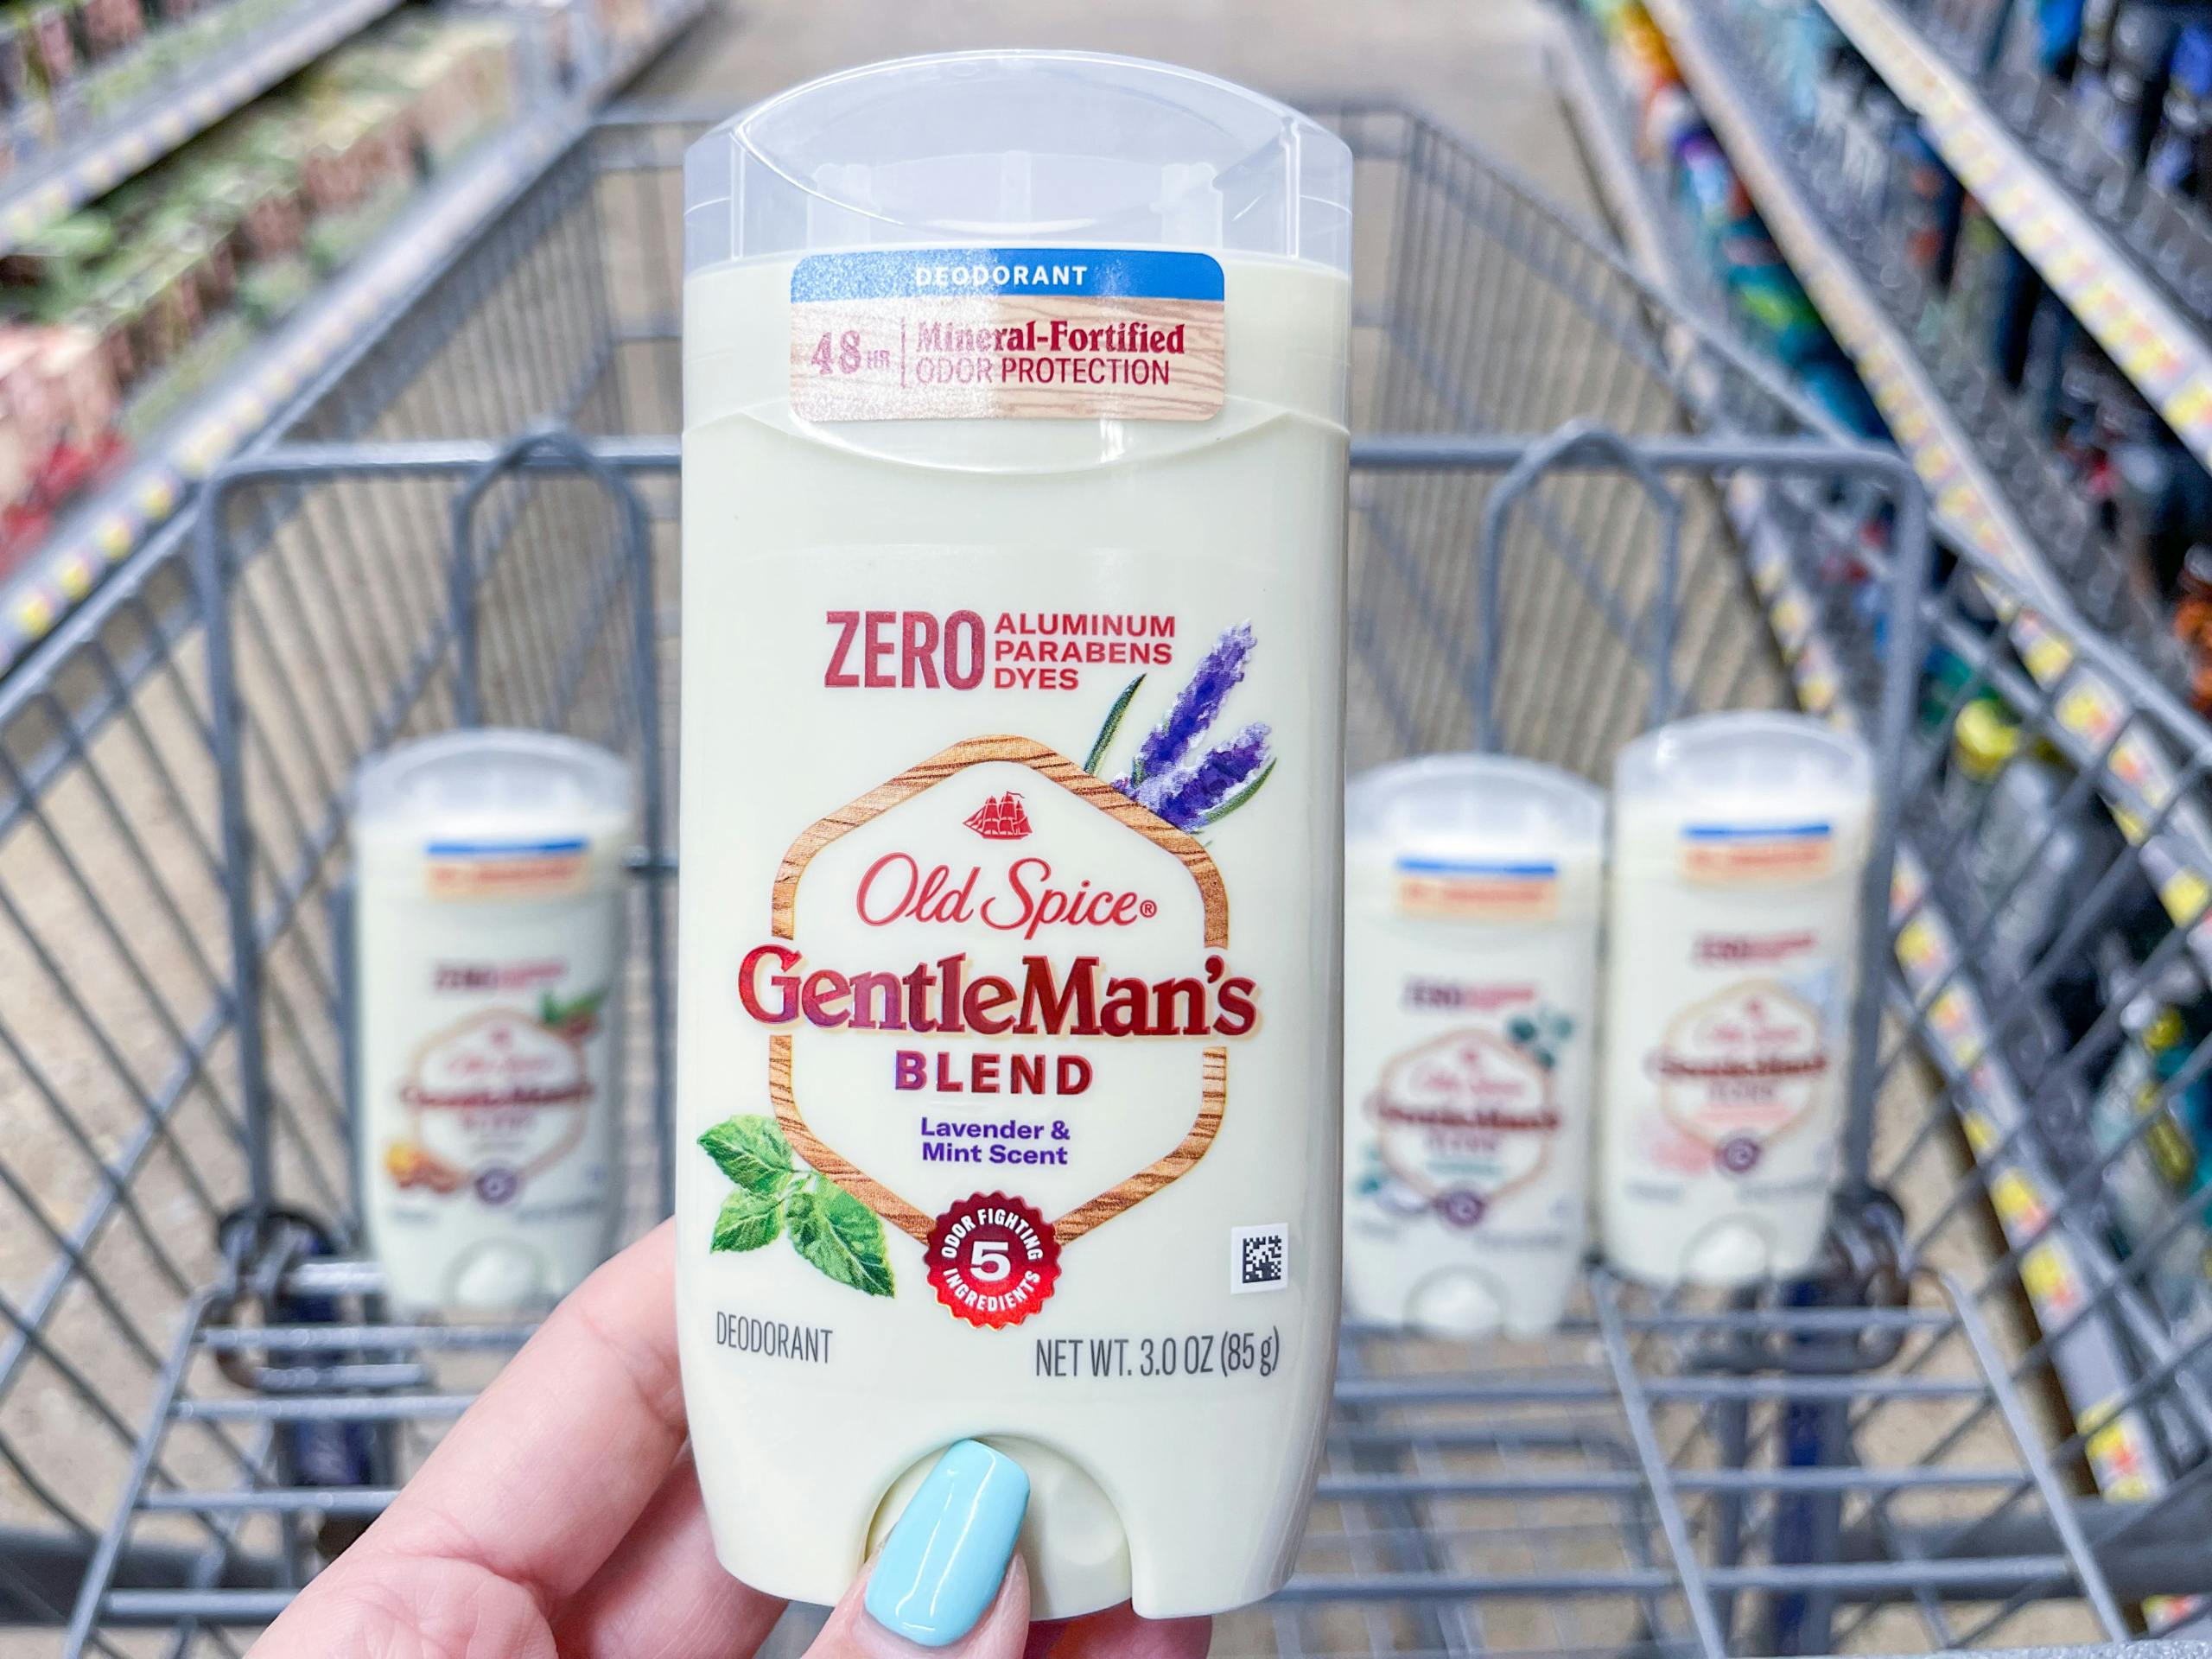 DEODORANT
48 HR Mineral-Fortified
ODOR PROTECTION
ZERO ALUMINUM
PARABENS
DYES
Old Spice®
GentleMan's
BLEND
Lavender &
Mint Scent
ODOR FIGHTING
5
INGREDIENTS
DEODORANT
NET WT. 3.0 OZ (85 g)